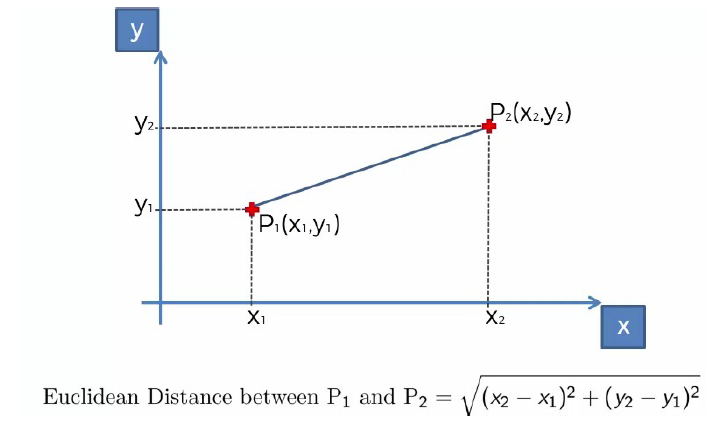 y
y₂
P₂(x₂,y₂)
y₁
P₁(x₁,y₁)
x₁
x₂
x
Euclidean Distance between P₁ and P₂ = √(x₂ − x₁)² + (y₂ − y₁)²